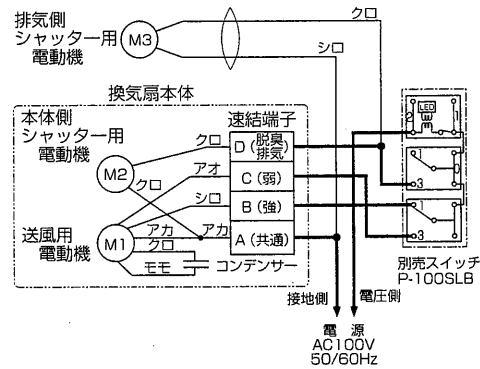 排気側
シャッター用
電動機
M3
クロ
シロ
換気扇本体
本体側
シャッター用
電動機
M2
クロ
クロ
アオ
シロ
アカ
アカ
クロ
モモ
コンデンサー
送風用
電動機
M1
速結端子
D(脱臭排気)
C(弱)
B(強)
A(共通)
LED
2
1
1
3
0
1
3
別売スイッチ
P-100SLB
接地側
電圧側
電源
AC100V
50/60Hz